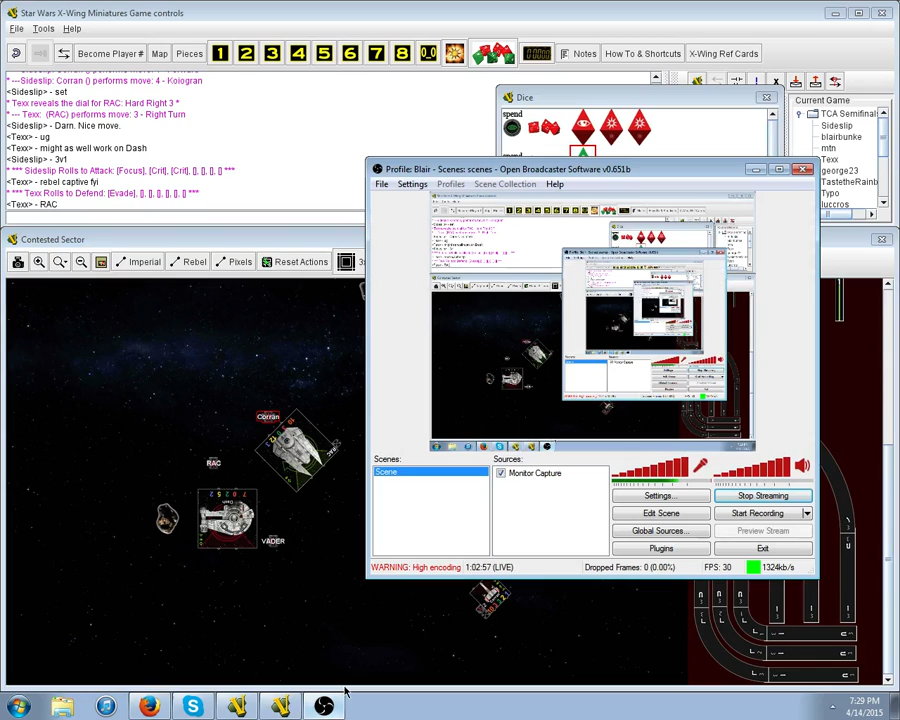 Star Wars X-Wing Miniatures Game controls
File Tools Help
Become Player # Map Pieces 1 2 3 4 5 6 7 8 Notes How To & Shortcuts X-Wing Ref Cards
* ---Sideslip: Corran () performs move: 4 - Koiogran
<Sideslip> - set
* Texx reveals the dial for RAC: Hard Right 3 *
* --- Texx: (RAC) performs move: 3 - Right Turn
<Sideslip> - Darn. Nice move.
<Texx> - ug
<Texx> - might as well work on Dash
<Sideslip> - 3v1
* *** Sideslip Rolls to Attack: [Focus], [Crit], [Crit], [], [], [], [] ***
<Texx> - rebel captive fyi
* *** Texx Rolls to Defend: [Evade], [], [], [], [], [], [] ***
<Texx> - RAC
Dice
spend
spend
Current Game
TCA Semifinals
Sideslip
blairbunke
mtn
Texx
george23
TastetheRainb
Typo
luccros
Profile: Blair - Scenes: scenes - Open Broadcaster Software v0.651b
File Settings Profiles Scene Collection Help
Scenes:
Scene
Sources:
Monitor Capture
Settings...
Stop Streaming
Edit Scene
Start Recording
Global Sources...
Preview Stream
Plugins
Exit
WARNING: High encoding 1:02:57 (LIVE) Dropped Frames: 0 (0.00%) FPS: 30 1324kb/s
Contested Sector
Imperial Rebel Pixels Reset Actions
Corran
RAC
Dash
VADER
7:29 PM
4/14/2015